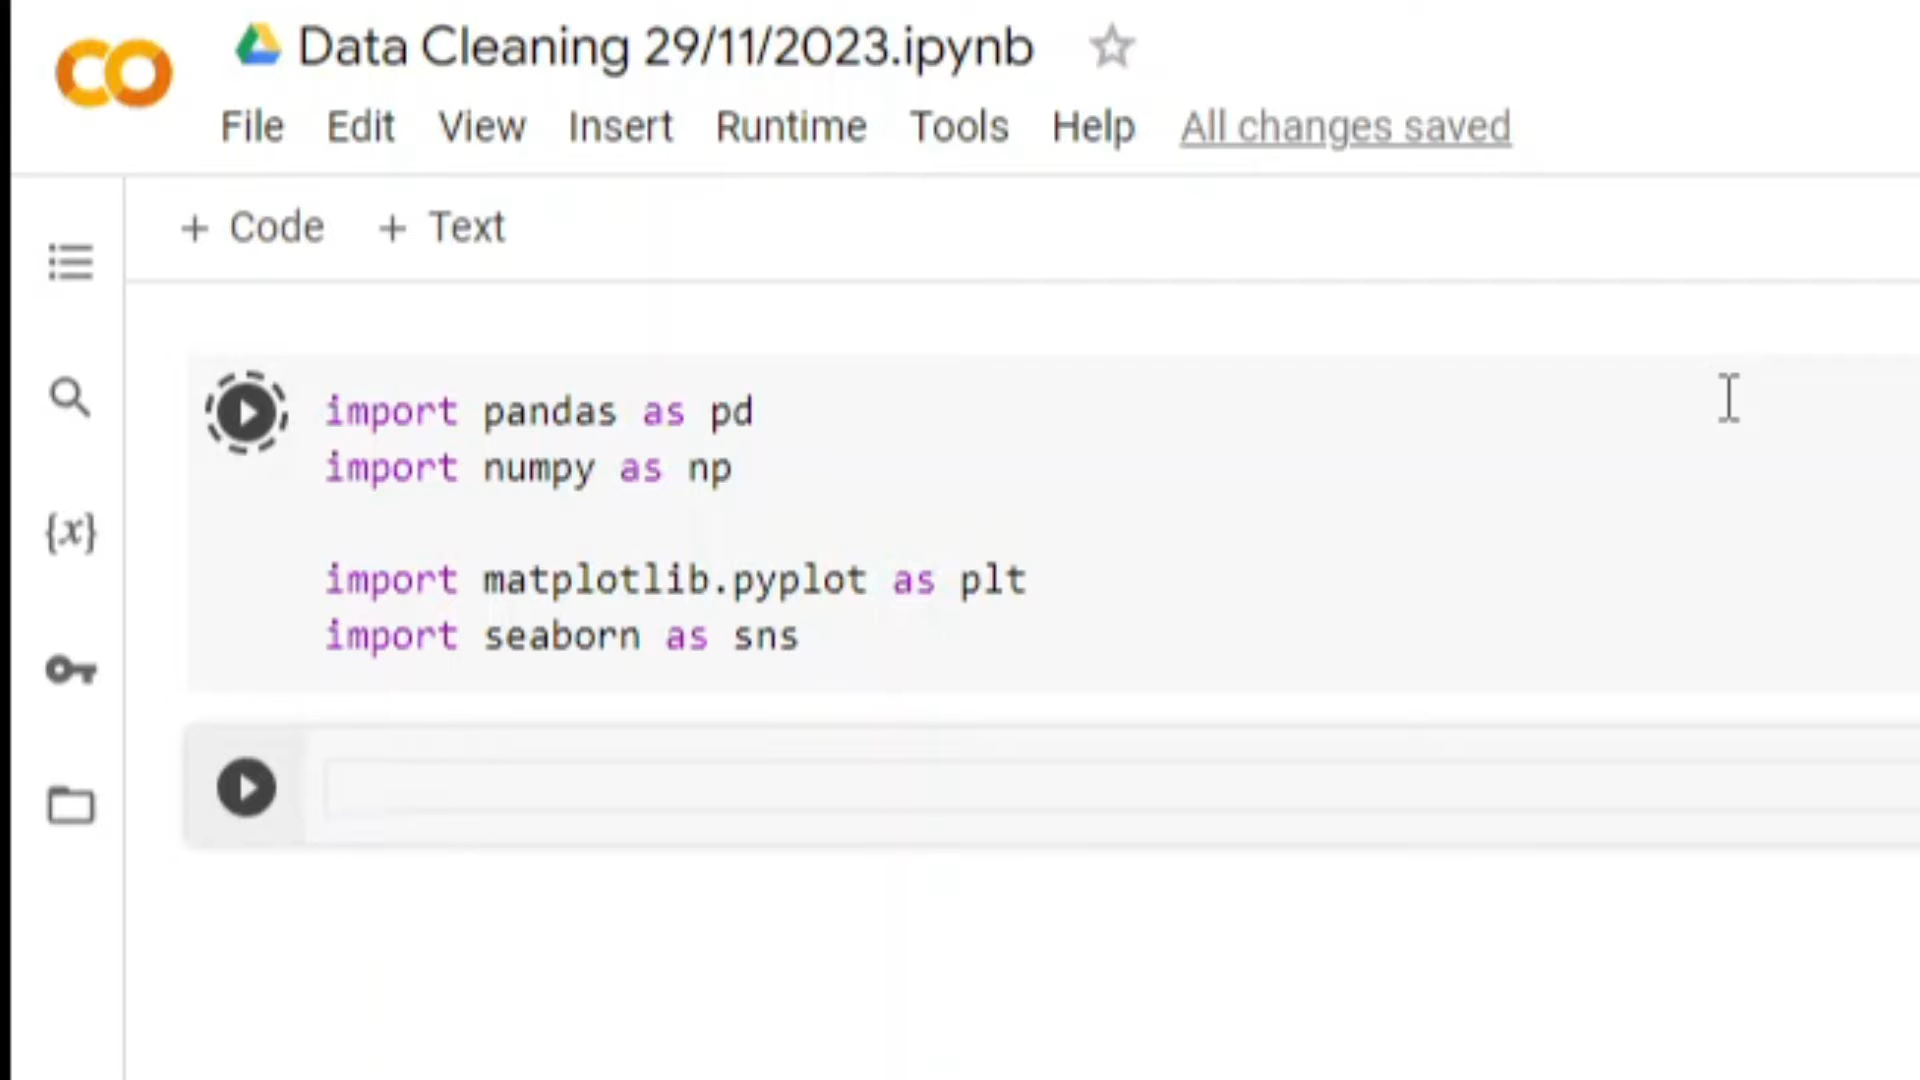 Data Cleaning 29/11/2023.ipynb
File Edit View Insert Runtime Tools Help All changes saved
+ Code + Text
import pandas as pd
import numpy as np
{x}
import matplotlib.pyplot as plt
import seaborn as sns